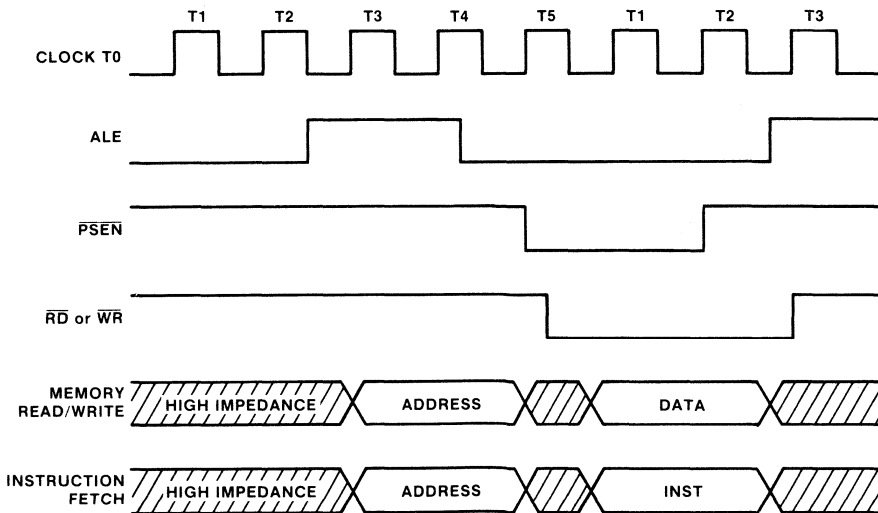 T1 T2 T3 T4 T5 T1 T2 T3
CLOCK T0
ALE
PSEN
RD or WR
MEMORY
READ/WRITE
HIGH IMPEDANCE ADDRESS DATA
INSTRUCTION
FETCH
HIGH IMPEDANCE ADDRESS INST